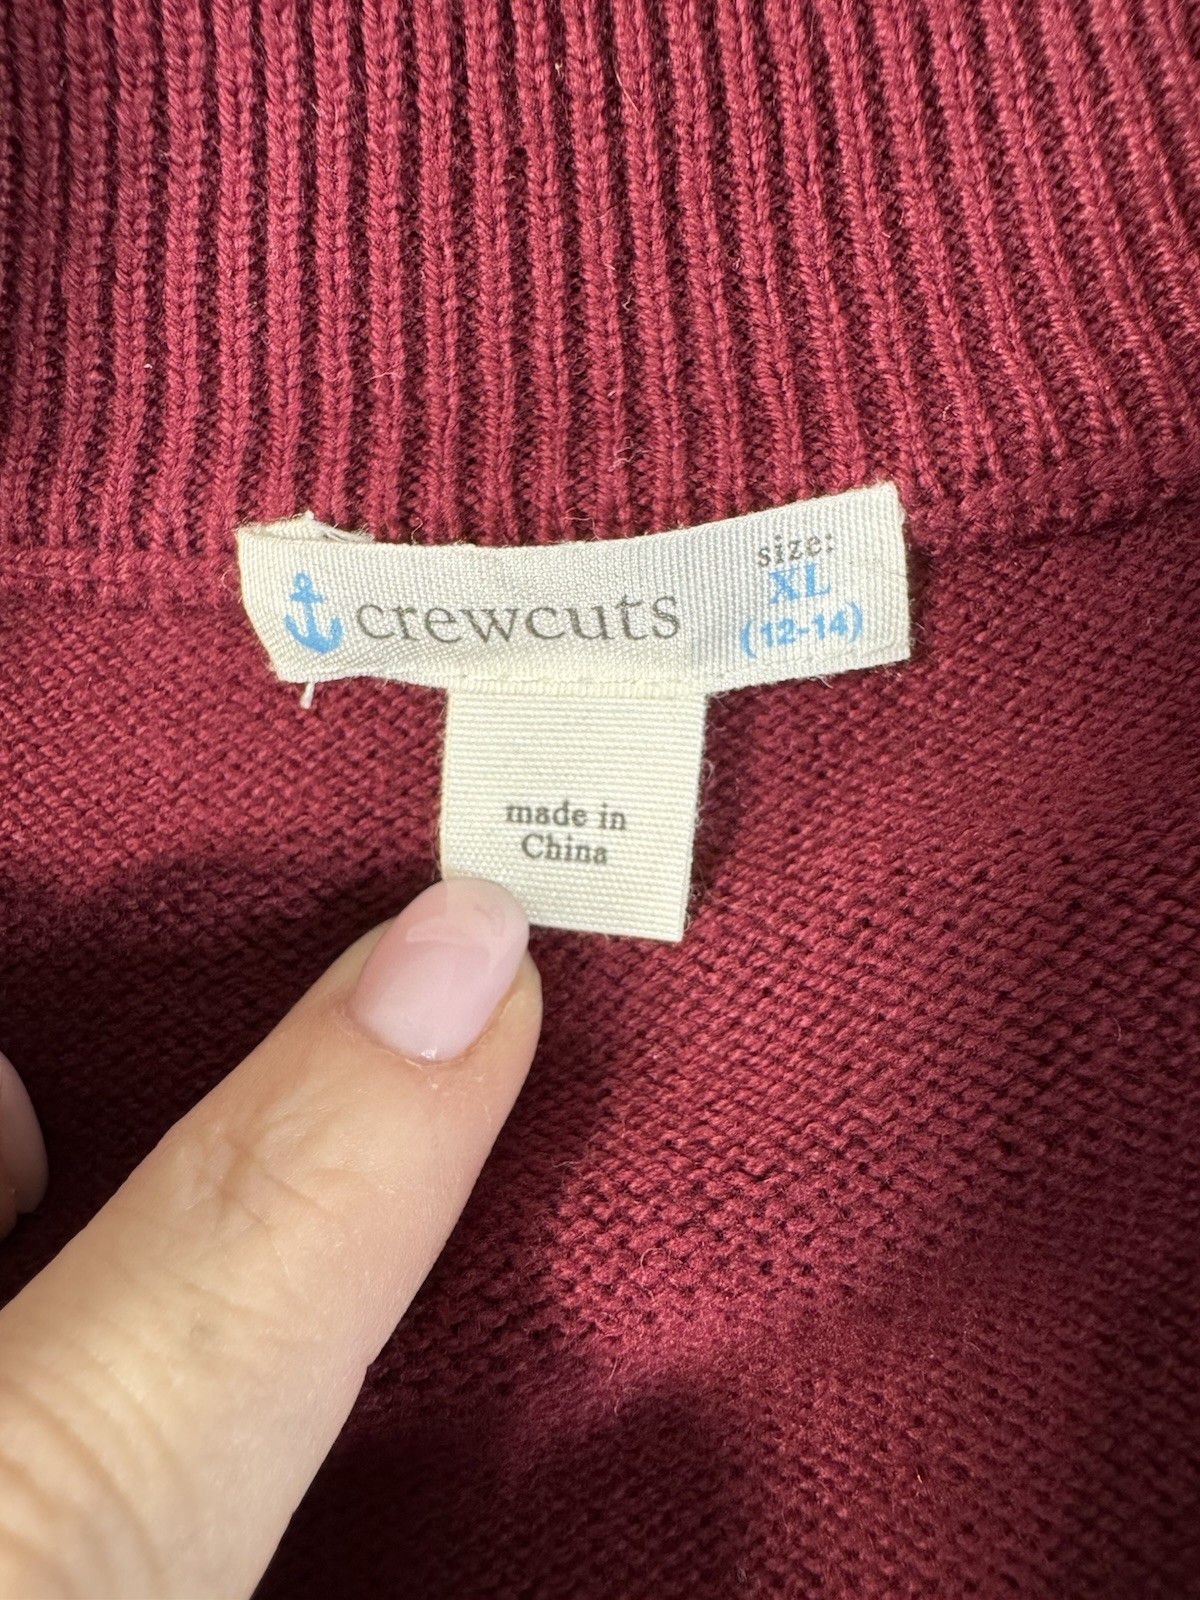 crewcuts
size:
XL
(12-14)
made in
China